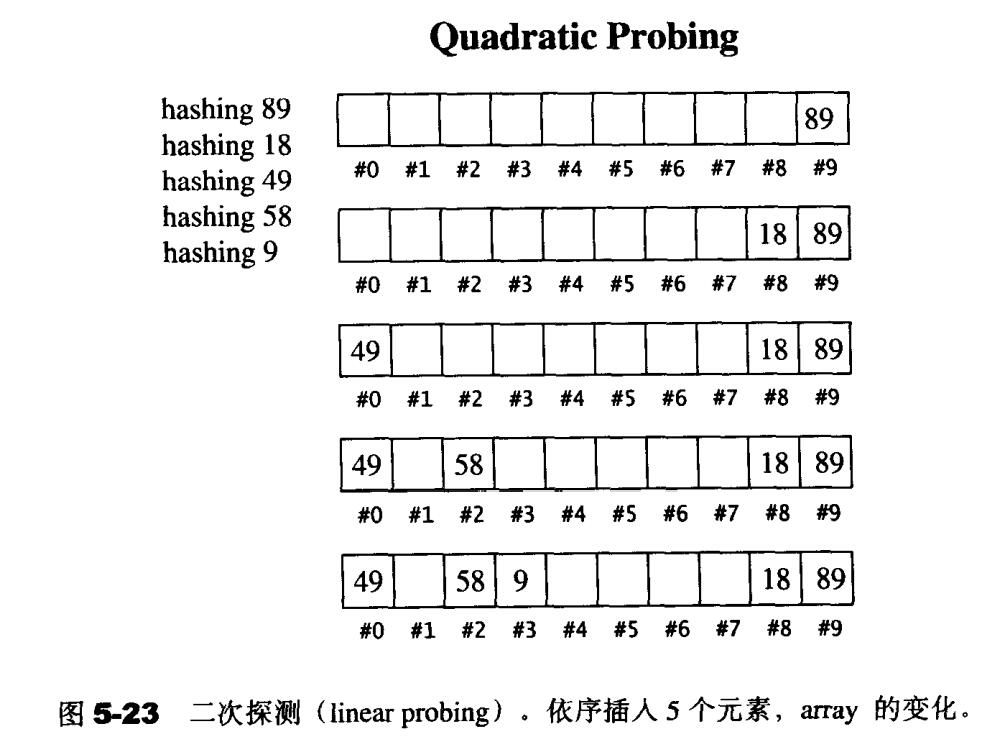 Quadratic Probing
hashing 89
hashing 18
hashing 49
hashing 58
hashing 9
89
#0 #1 #2 #3 #4 #5 #6 #7 #8 #9
18 89
#0 #1 #2 #3 #4 #5 #6 #7 #8 #9
49 18 89
#0 #1 #2 #3 #4 #5 #6 #7 #8 #9
49 58 18 89
#0 #1 #2 #3 #4 #5 #6 #7 #8 #9
49 58 9 18 89
#0 #1 #2 #3 #4 #5 #6 #7 #8 #9
图 5-23 二次探测（linear probing）。依序插入 5 个元素，array 的变化。